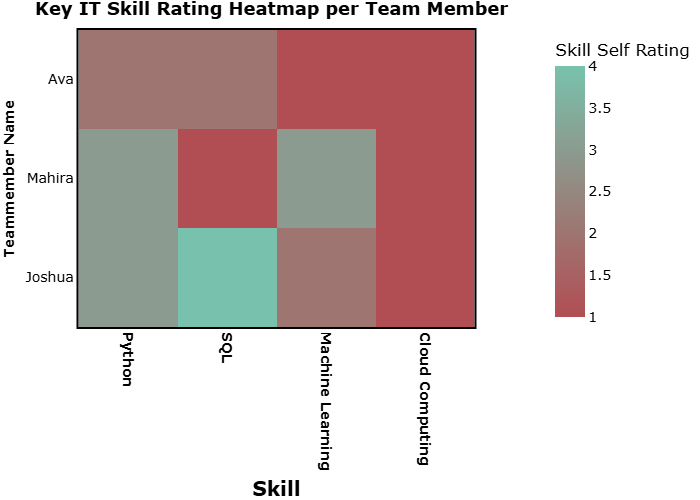 Key IT Skill Rating Heatmap per Team Member
Teammember Name
Ava
Mahira
Joshua
Python
SQL
Machine Learning
Cloud Computing
Skill
Skill Self Rating
4
3.5
3
2.5
2
1.5
1